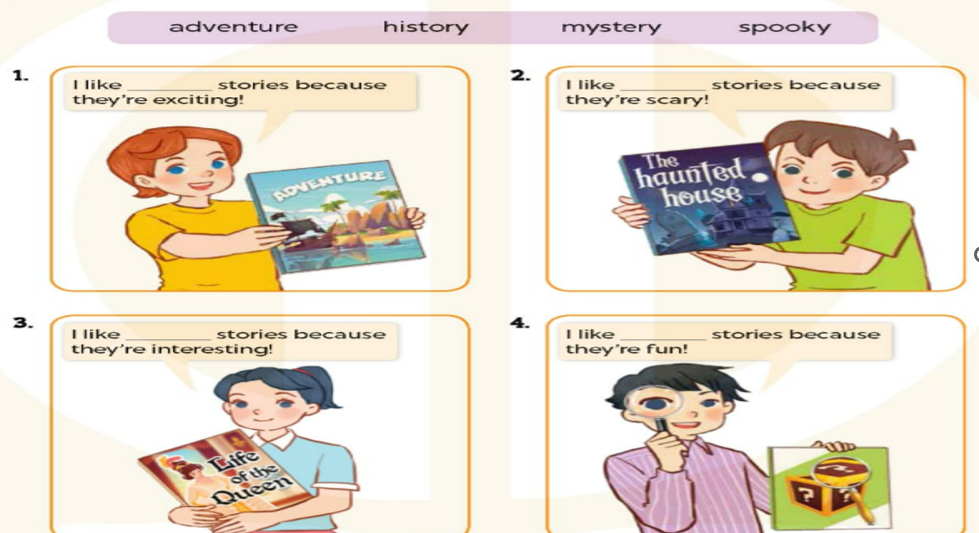 adventure history mystery spooky
1.
I like ________ stories because
they're exciting!
ADVENTURE
2.
I like ________ stories because
they're scary!
The
haunted
house
3.
I like ________ stories because
they're interesting!
Life
of the
Queen
4.
I like ________ stories because
they're fun!
? ?